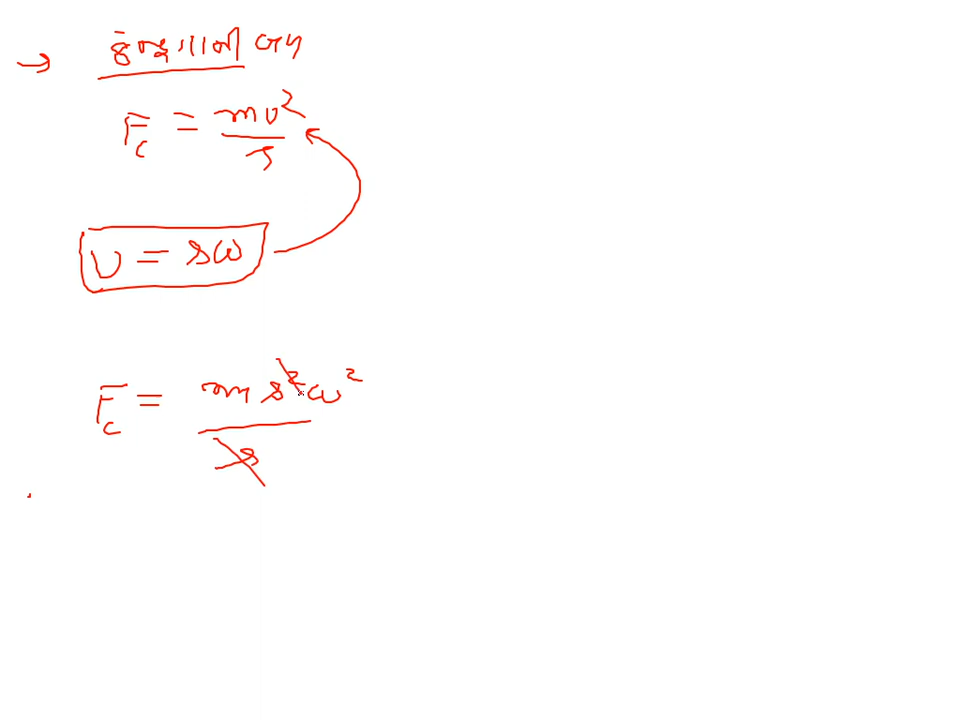 → કેન્દ્રગામી બળ
F_c = mv²/r
v = rω
F_c = m r² ω² / r